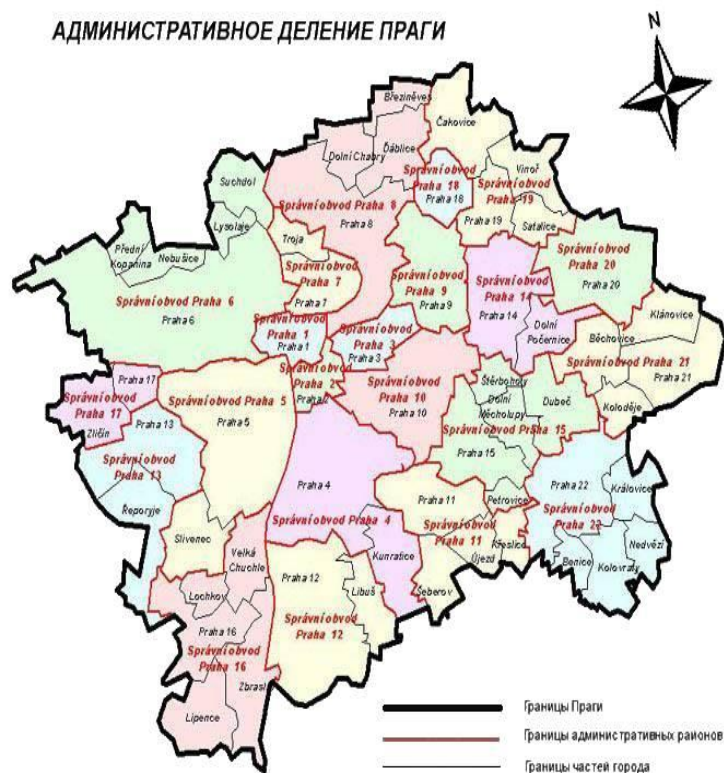 АДМИНИСТРАТИВНОЕ ДЕЛЕНИЕ ПРАГИ
N
Březiněves
Čakovice
Ďáblice
Dolní Chabry
Správní obvod
Praha 18
Praha 18
Vinoř
Správní obvod
Praha 19
Praha 19
Satalice
Suchdol
Lysolaje
Správní obvod Praha 8
Praha 8
Přední
Kopanina
Nebušice
Troja
Správní obvod
Praha 7
Praha 7
Správní obvod
Praha 9
Praha 9
Správní obvod
Praha 14
Praha 14
Dolní
Počernice
Správní obvod
Praha 20
Praha 20
Správní obvod Praha 6
Praha 6
Správní obvod
Praha 1
Praha 1
Správní obvod
Praha 3
Praha 3
Klánovice
Běchovice
Správní obvod Praha 21
Praha 21
Koloděje
Praha 17
Správní obvod
Praha 17
Zličín
Správní obvod Praha 5
Praha 5
Správní obvod
Praha 2
Praha 2
Správní obvod
Praha 10
Praha 10
Štěrboholy
Dolní
Měcholupy
Dubeč
Správní obvod Praha 15
Praha 15
Petrovice
Praha 13
Správní obvod
Praha 13
Řeporyje
Praha 4
Správní obvod Praha 4
Kunratice
Praha 11
Správní obvod
Praha 11
Újezd
Křeslice
Šeberov
Praha 22
Správní obvod
Praha 22
Královice
Nedvězí
Benice
Kolovraty
Slivenec
Velká
Chuchle
Lochkov
Praha 16
Správní obvod
Praha 16
Zbrasl
Lipence
Praha 12
Libuš
Správní obvod
Praha 12
Границы Праги
Границы административных районов
Границы частей города